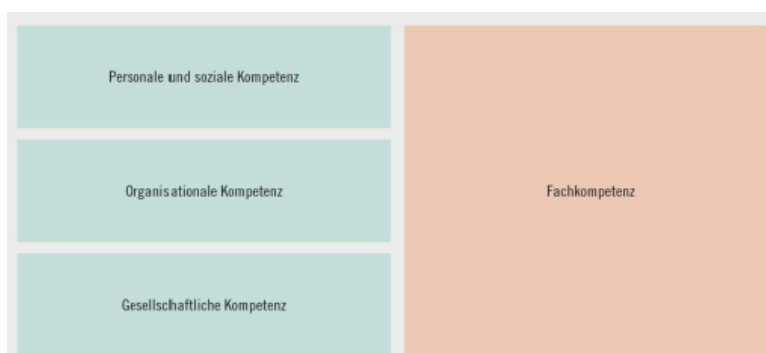 Personale und soziale Kompetenz
Organisationale Kompetenz
Fachkompetenz
Gesellschaftliche Kompetenz